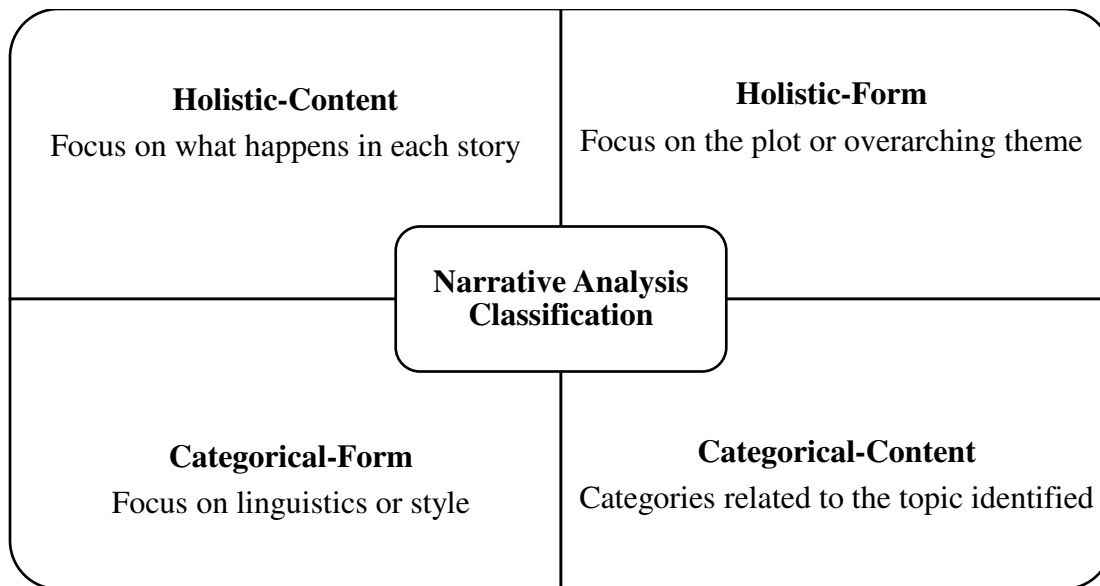 Holistic-Content
Focus on what happens in each story
Holistic-Form
Focus on the plot or overarching theme
Narrative Analysis
Classification
Categorical-Form
Focus on linguistics or style
Categorical-Content
Categories related to the topic identified